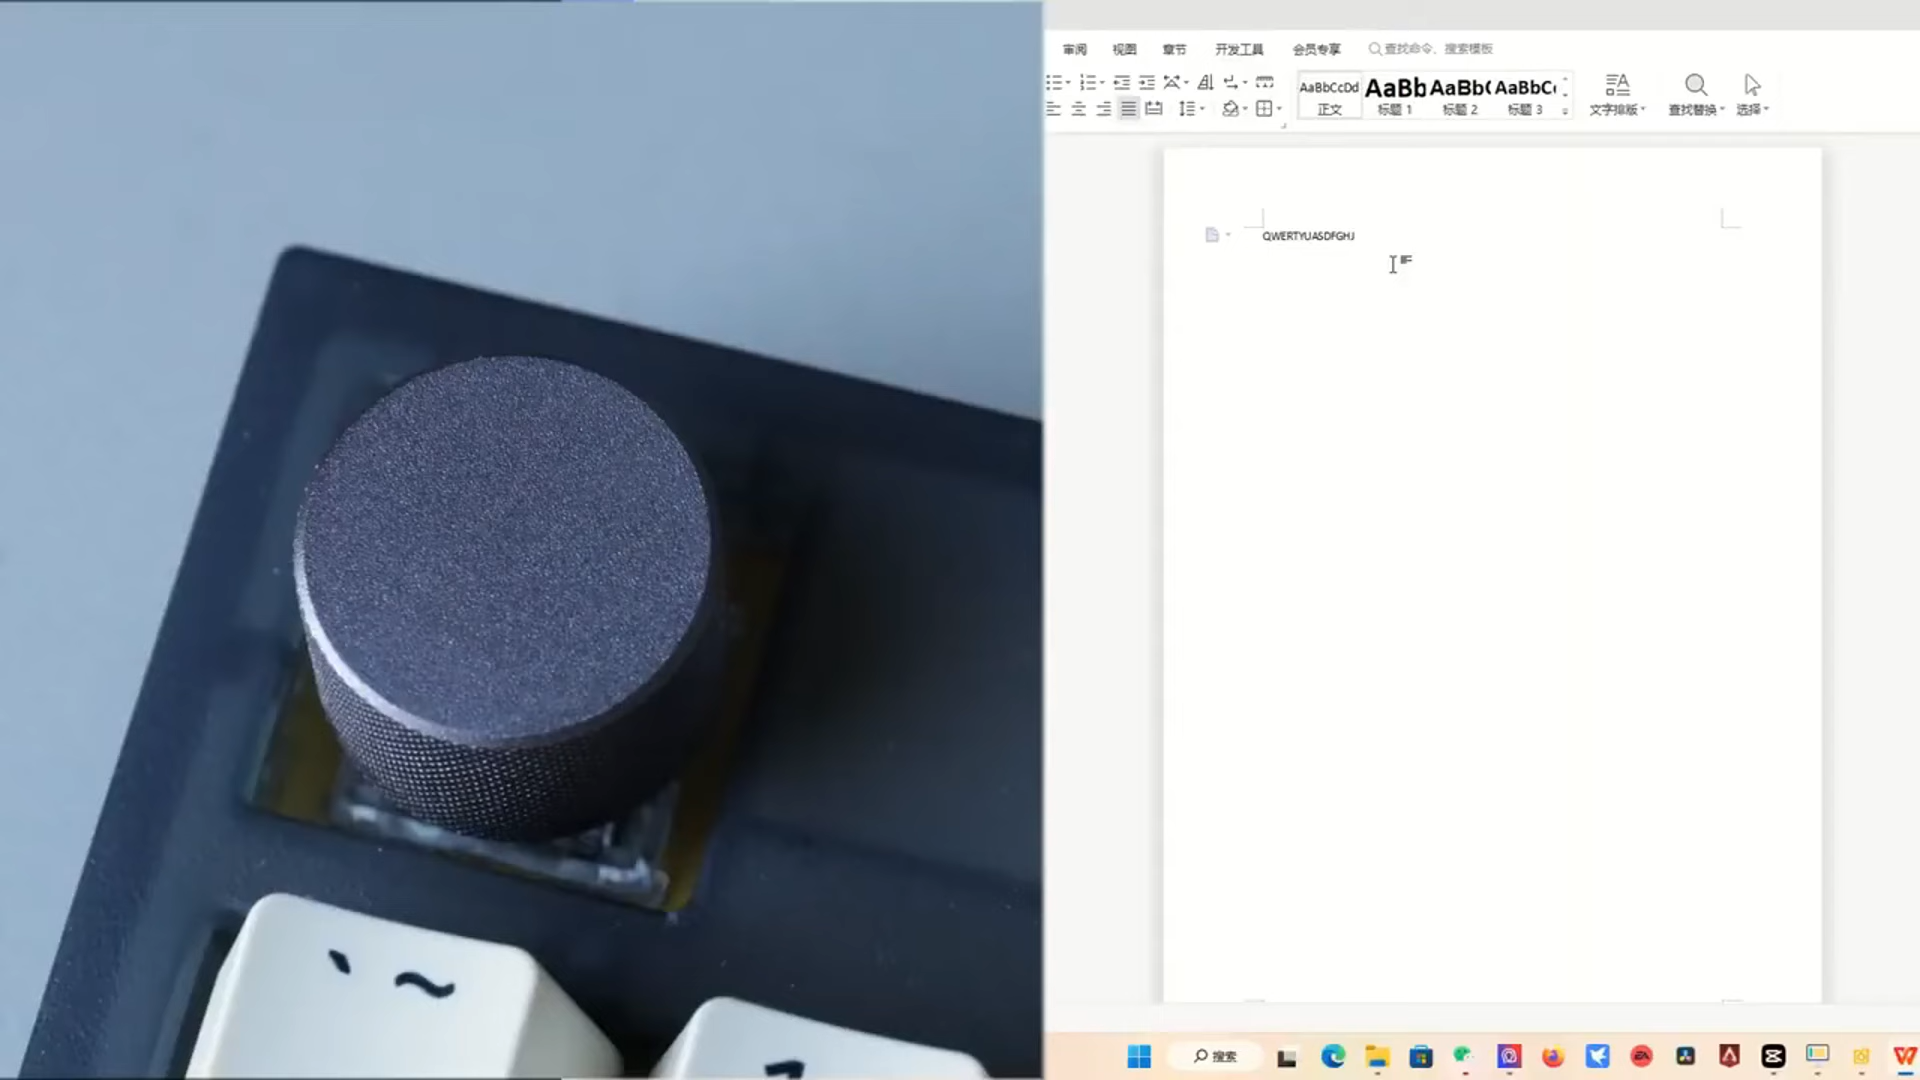 审阅 视图 章节 开发工具 会员专享 查找命令、搜索模板
AaBbCcDd AaBb AaBb( AaBbC(
正文 标题 1 标题 2 标题 3 文字排版 查找替换 选择
QWERTYUASDFGHJ
` ~
搜索